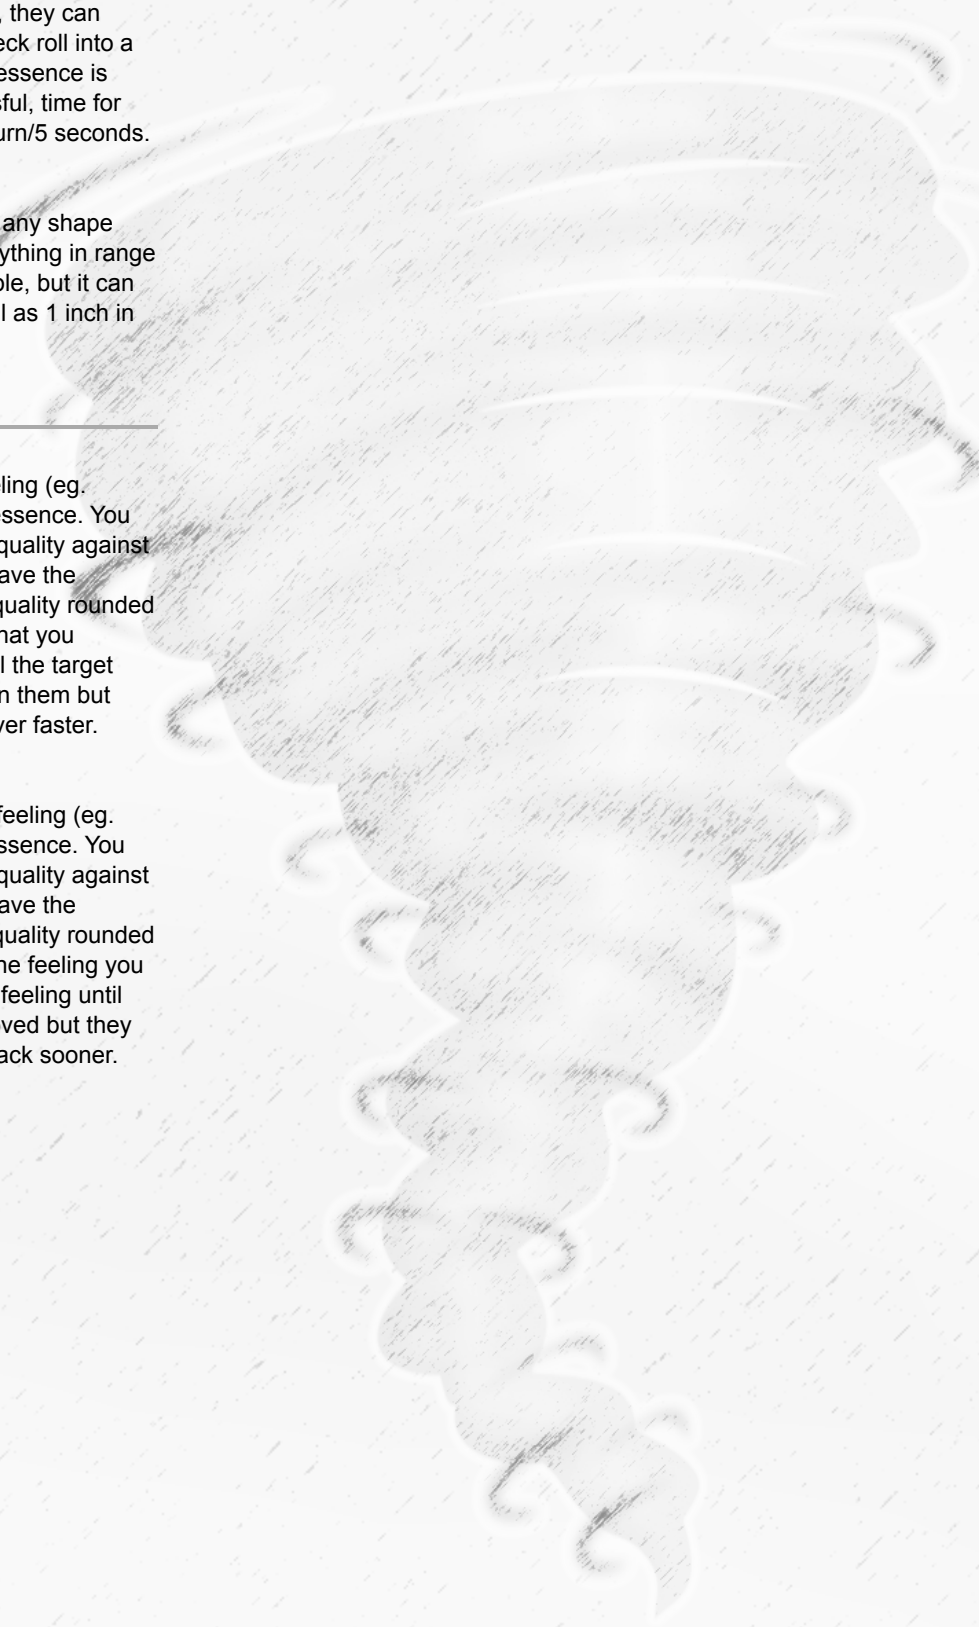 , they can
eck roll into a
essence is
sful, time for
urn/5 seconds.
any shape
ything in range
ble, but it can
l as 1 inch in
ling (eg.
essence. You
quality against
ave the
quality rounded
hat you
l the target
n them but
ver faster.
feeling (eg.
ssence. You
quality against
ave the
quality rounded
he feeling you
feeling until
oved but they
ack sooner.